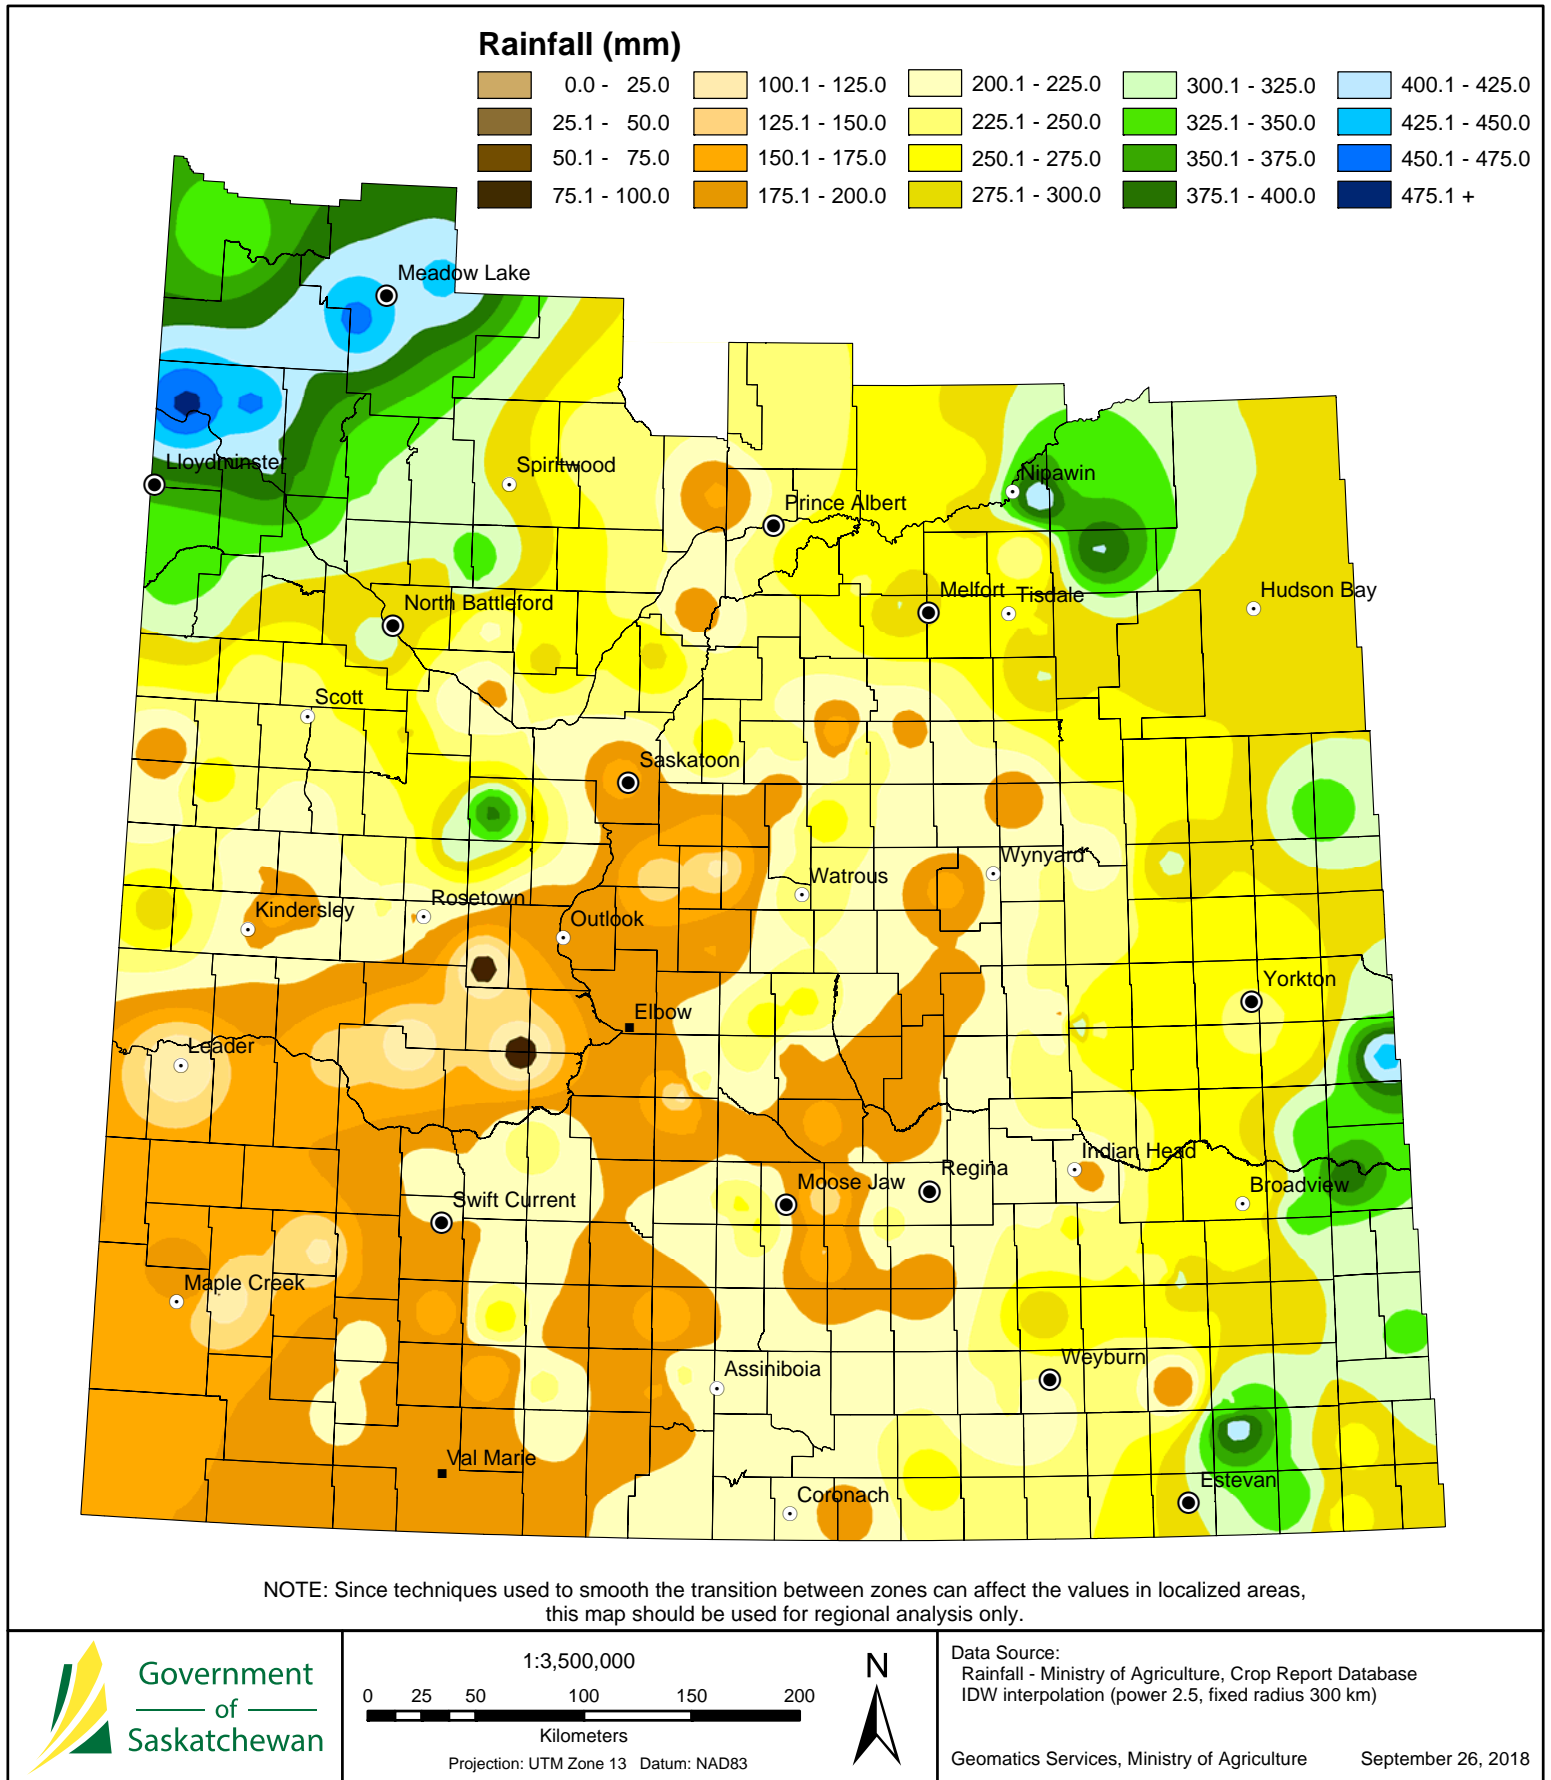 Rainfall (mm)
0.0 - 25.0
25.1 - 50.0
50.1 - 75.0
75.1 - 100.0
100.1 - 125.0
125.1 - 150.0
150.1 - 175.0
175.1 - 200.0
200.1 - 225.0
225.1 - 250.0
250.1 - 275.0
275.1 - 300.0
300.1 - 325.0
325.1 - 350.0
350.1 - 375.0
375.1 - 400.0
400.1 - 425.0
425.1 - 450.0
450.1 - 475.0
475.1 +
Meadow Lake
Lloydminster
Spiritwood
Nipawin
Prince Albert
Hudson Bay
North Battleford
Melfort
Tisdale
Scott
Saskatoon
Wynyard
Watrous
Rosetown
Kindersley
Outlook
Yorkton
Elbow
Leader
Indian Head
Regina
Moose Jaw
Broadview
Swift Current
Maple Creek
Weyburn
Assiniboia
Val Marie
Estevan
Coronach
NOTE: Since techniques used to smooth the transition between zones can affect the values in localized areas,
this map should be used for regional analysis only.
Government
of
Saskatchewan
1:3,500,000
0 25 50 100 150 200
Kilometers
Projection: UTM Zone 13 Datum: NAD83
N
Data Source:
Rainfall - Ministry of Agriculture, Crop Report Database
IDW interpolation (power 2.5, fixed radius 300 km)
Geomatics Services, Ministry of Agriculture September 26, 2018